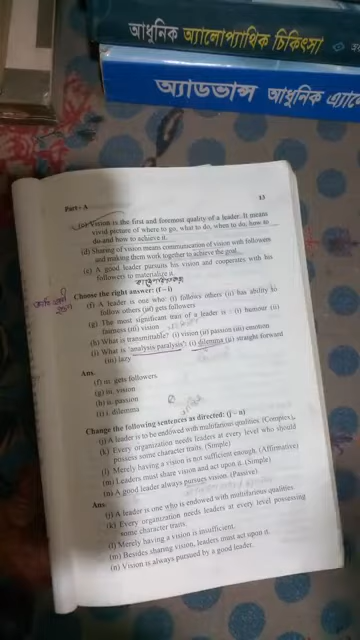 আধুনিক অ্যালোপ্যাথিক চিকিৎসা
অ্যাডভান্স আধুনিক
Part - A
13
(c) Vision is the first and foremost quality of a leader. It means
vivid picture of where to go, what to do, when to do, how to
do and how to achieve it.
(d) Sharing of vision means communication of vision with followers
and making them work together to achieve the goal.
(e) A good leader pursues his vision and cooperates with his
followers to materialize it.
Choose the right answer: (f - i)
(f) A leader is one who (i) follows others (ii) has ability to
follow others (iii) gets followers
(g) The most significant trait of a leader is - (i) humour (ii)
fairness (iii) vision
(h) What is transmittable? (i) vision (ii) passion (iii) emotion
(i) What is 'analysis-paralysis'? (i) dilemma (ii) straight forward
(iii) lazy
Ans.
(f) iii. gets followers
(g) iii. vision
(h) ii. passion
(i) i. dilemma
Change the following sentences as directed: (j - n)
(j) A leader is to be endowed with multifarious qualities. (Complex)
(k) Every organization needs leaders at every level who should
possess some character traits. (Simple)
(l) Merely having a vision is not sufficient enough. (Affirmative)
(m) Leaders must share vision and act upon it. (Simple)
(n) A good leader always pursues vision. (Passive)
Ans.
(j) A leader is one who is endowed with multifarious qualities.
(k) Every organization needs leaders at every level possessing
some character traits.
(l) Merely having a vision is insufficient.
(m) Besides sharing vision, leaders must act upon it.
(n) Vision is always pursued by a good leader.